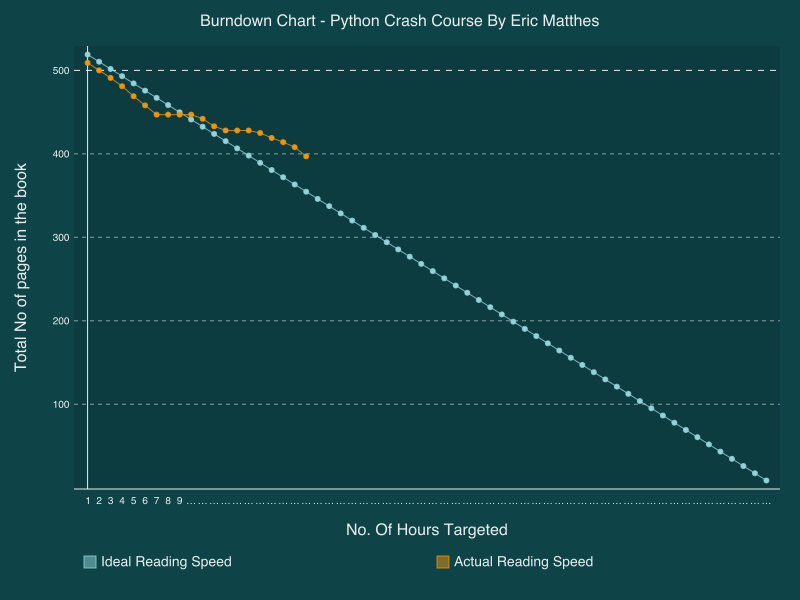 Burndown Chart - Python Crash Course By Eric Matthes
Total No of pages in the book
500
400
300
200
100
1 2 3 4 5 6 7 8 9 ... ... ... ... ... ... ... ... ... ... ... ... ... ... ... ... ... ... ... ... ... ... ... ... ... ... ... ... ... ... ... ... ... ... ... ... ... ... ... ... ... ... ... ... ... ... ... ... ... ... ...
No. Of Hours Targeted
Ideal Reading Speed
Actual Reading Speed